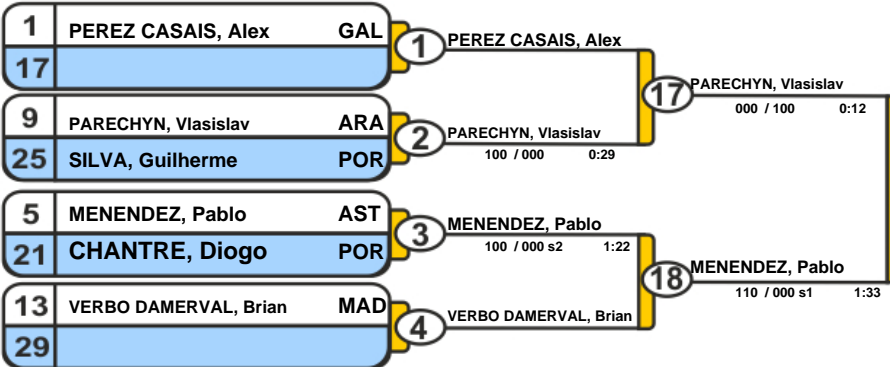 1 PEREZ CASAIS, Alex GAL
17
1 PEREZ CASAIS, Alex
9 PARECHYN, Vlasislav ARA
25 SILVA, Guilherme POR
2 PARECHYN, Vlasislav
100 / 000 0:29
17 PARECHYN, Vlasislav
000 / 100 0:12
5 MENENDEZ, Pablo AST
21 CHANTRE, Diogo POR
3 MENENDEZ, Pablo
100 / 000 s2 1:22
13 VERBO DAMERVAL, Brian MAD
29
4 VERBO DAMERVAL, Brian
18 MENENDEZ, Pablo
110 / 000 s1 1:33